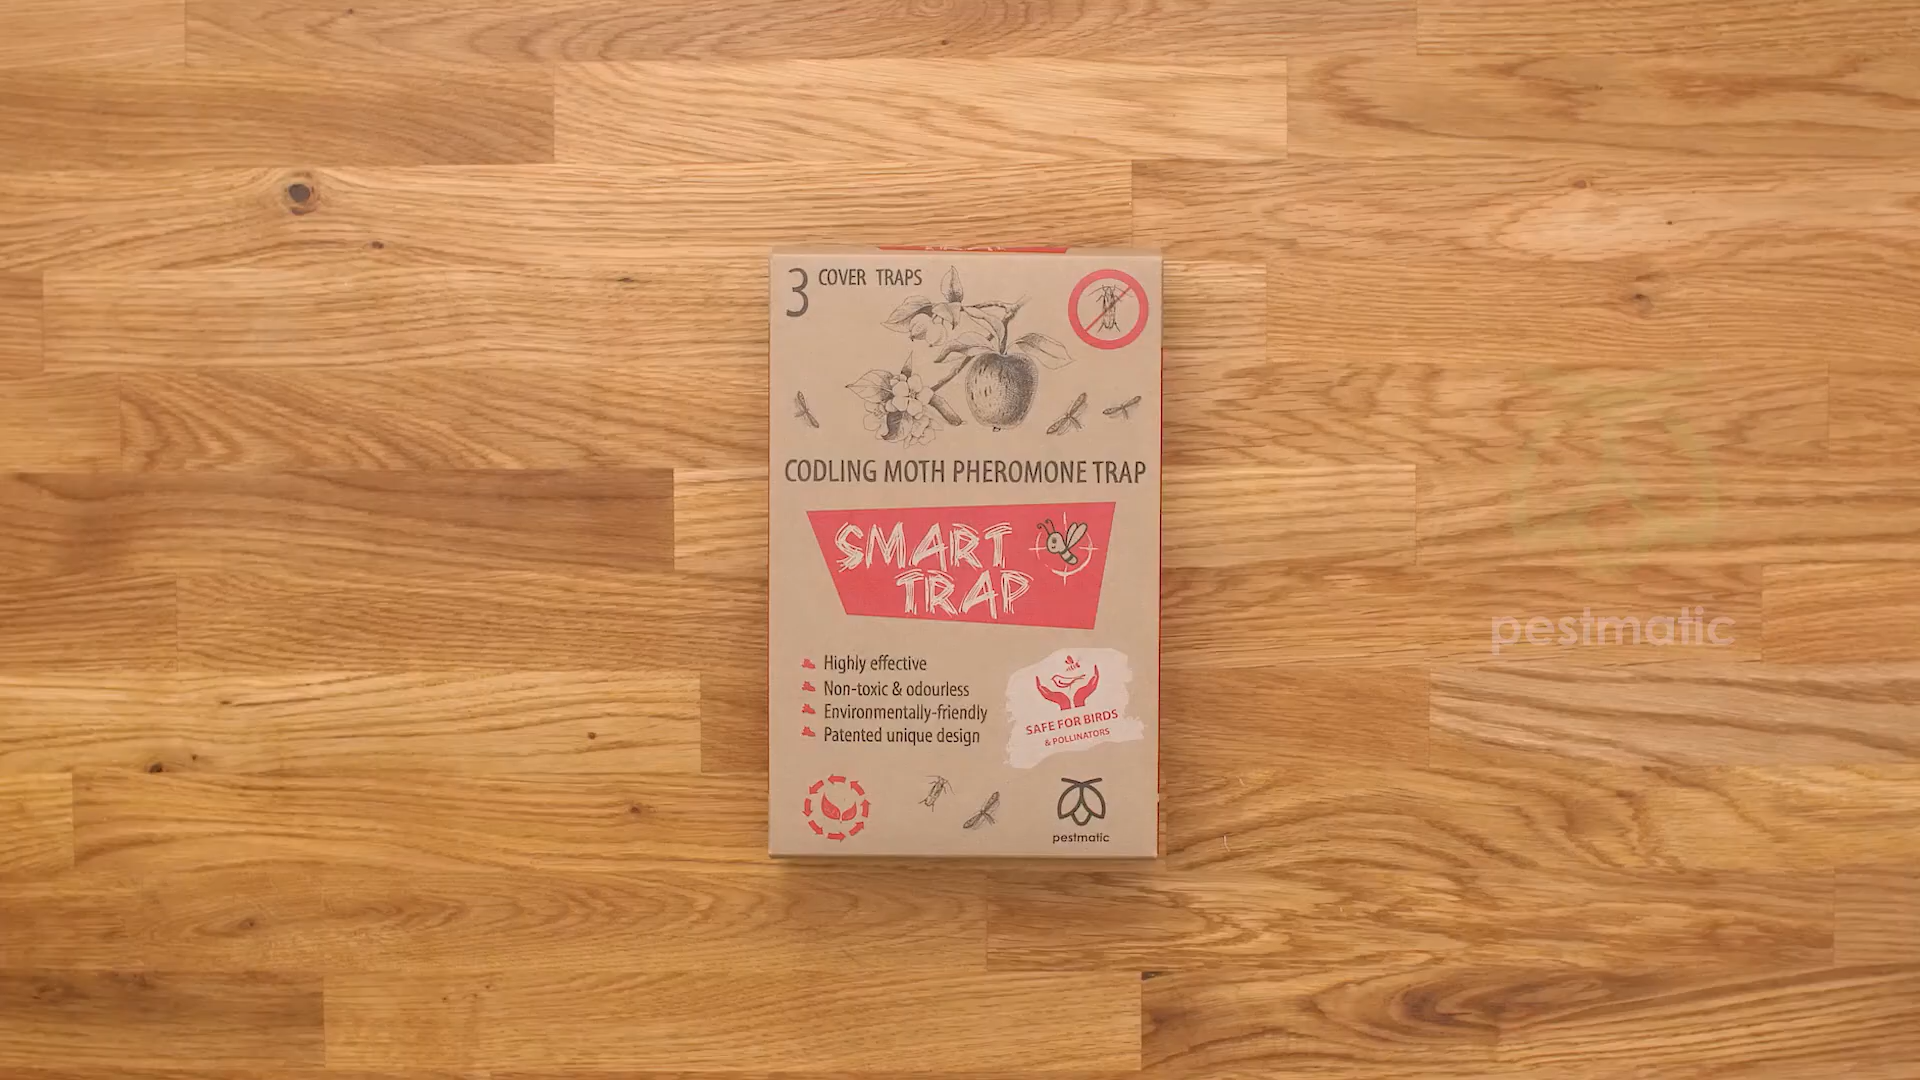 3 COVER TRAPS
CODLING MOTH PHEROMONE TRAP
SMART
TRAP
Highly effective
Non-toxic & odourless
Environmentally-friendly
Patented unique design
SAFE FOR BIRDS
& POLLINATORS
pestmatic
pestmatic